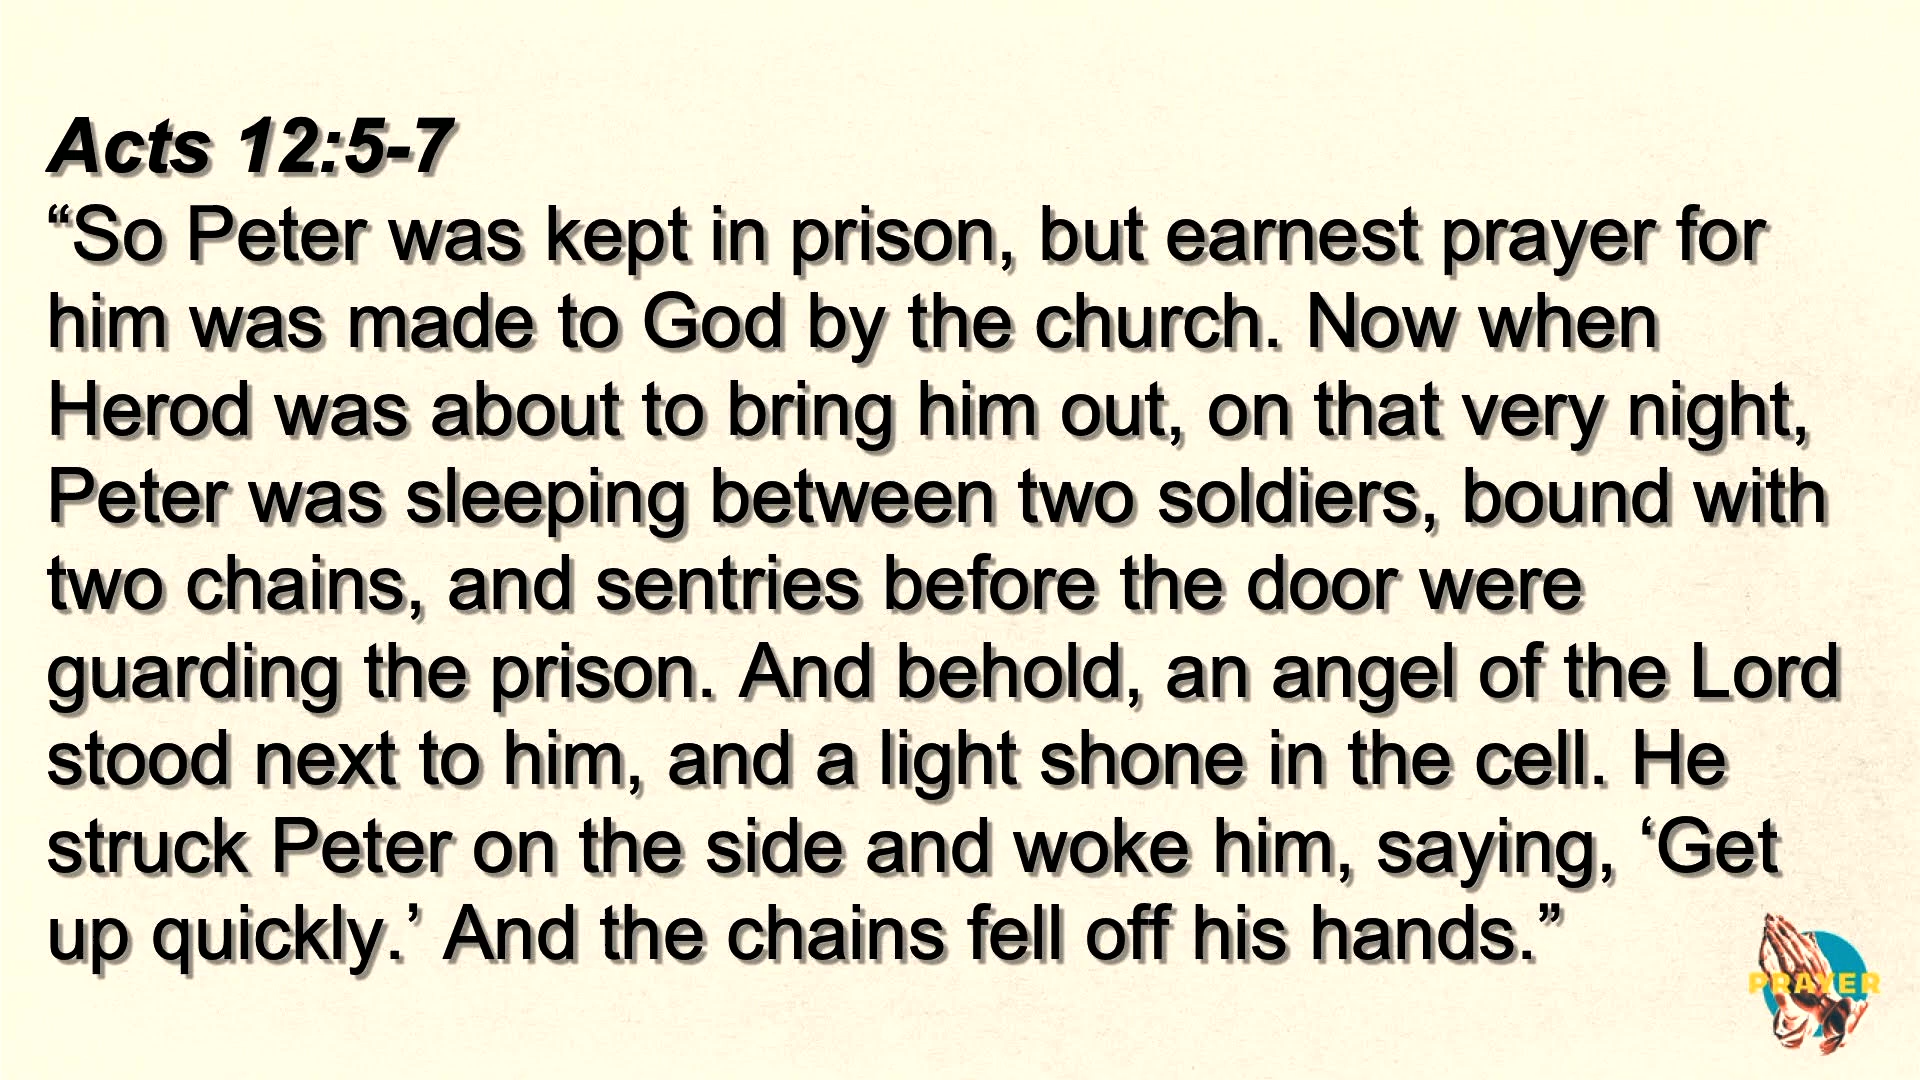 Acts 12:5-7
“So Peter was kept in prison, but earnest prayer for
him was made to God by the church. Now when
Herod was about to bring him out, on that very night,
Peter was sleeping between two soldiers, bound with
two chains, and sentries before the door were
guarding the prison. And behold, an angel of the Lord
stood next to him, and a light shone in the cell. He
struck Peter on the side and woke him, saying, ‘Get
up quickly.’ And the chains fell off his hands.”
PRAYER